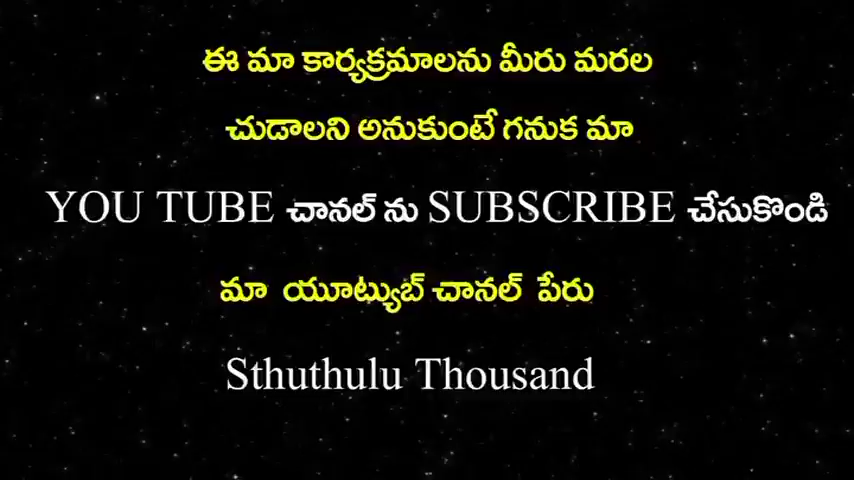 ఈ మా కార్యక్రమాలను మీరు మరల
చుడాలని అనుకుంటే గనుక మా
YOU TUBE చానల్ ను SUBSCRIBE చేసుకొండి
మా యూట్యుబ్ చానల్ పేరు
Sthuthulu Thousand